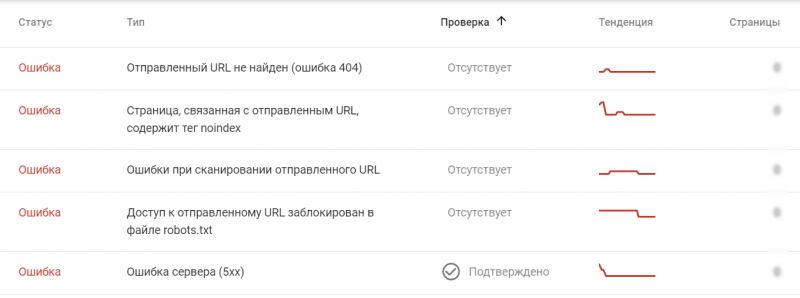 Статус Тип Проверка Тенденция Страницы
Ошибка Отправленный URL не найден (ошибка 404) Отсутствует
Ошибка Страница, связанная с отправленным URL, Отсутствует
содержит тег noindex
Ошибка Ошибки при сканировании отправленного URL Отсутствует
Ошибка Доступ к отправленному URL заблокирован в Отсутствует
файле robots.txt
Ошибка Ошибка сервера (5xx) Подтверждено